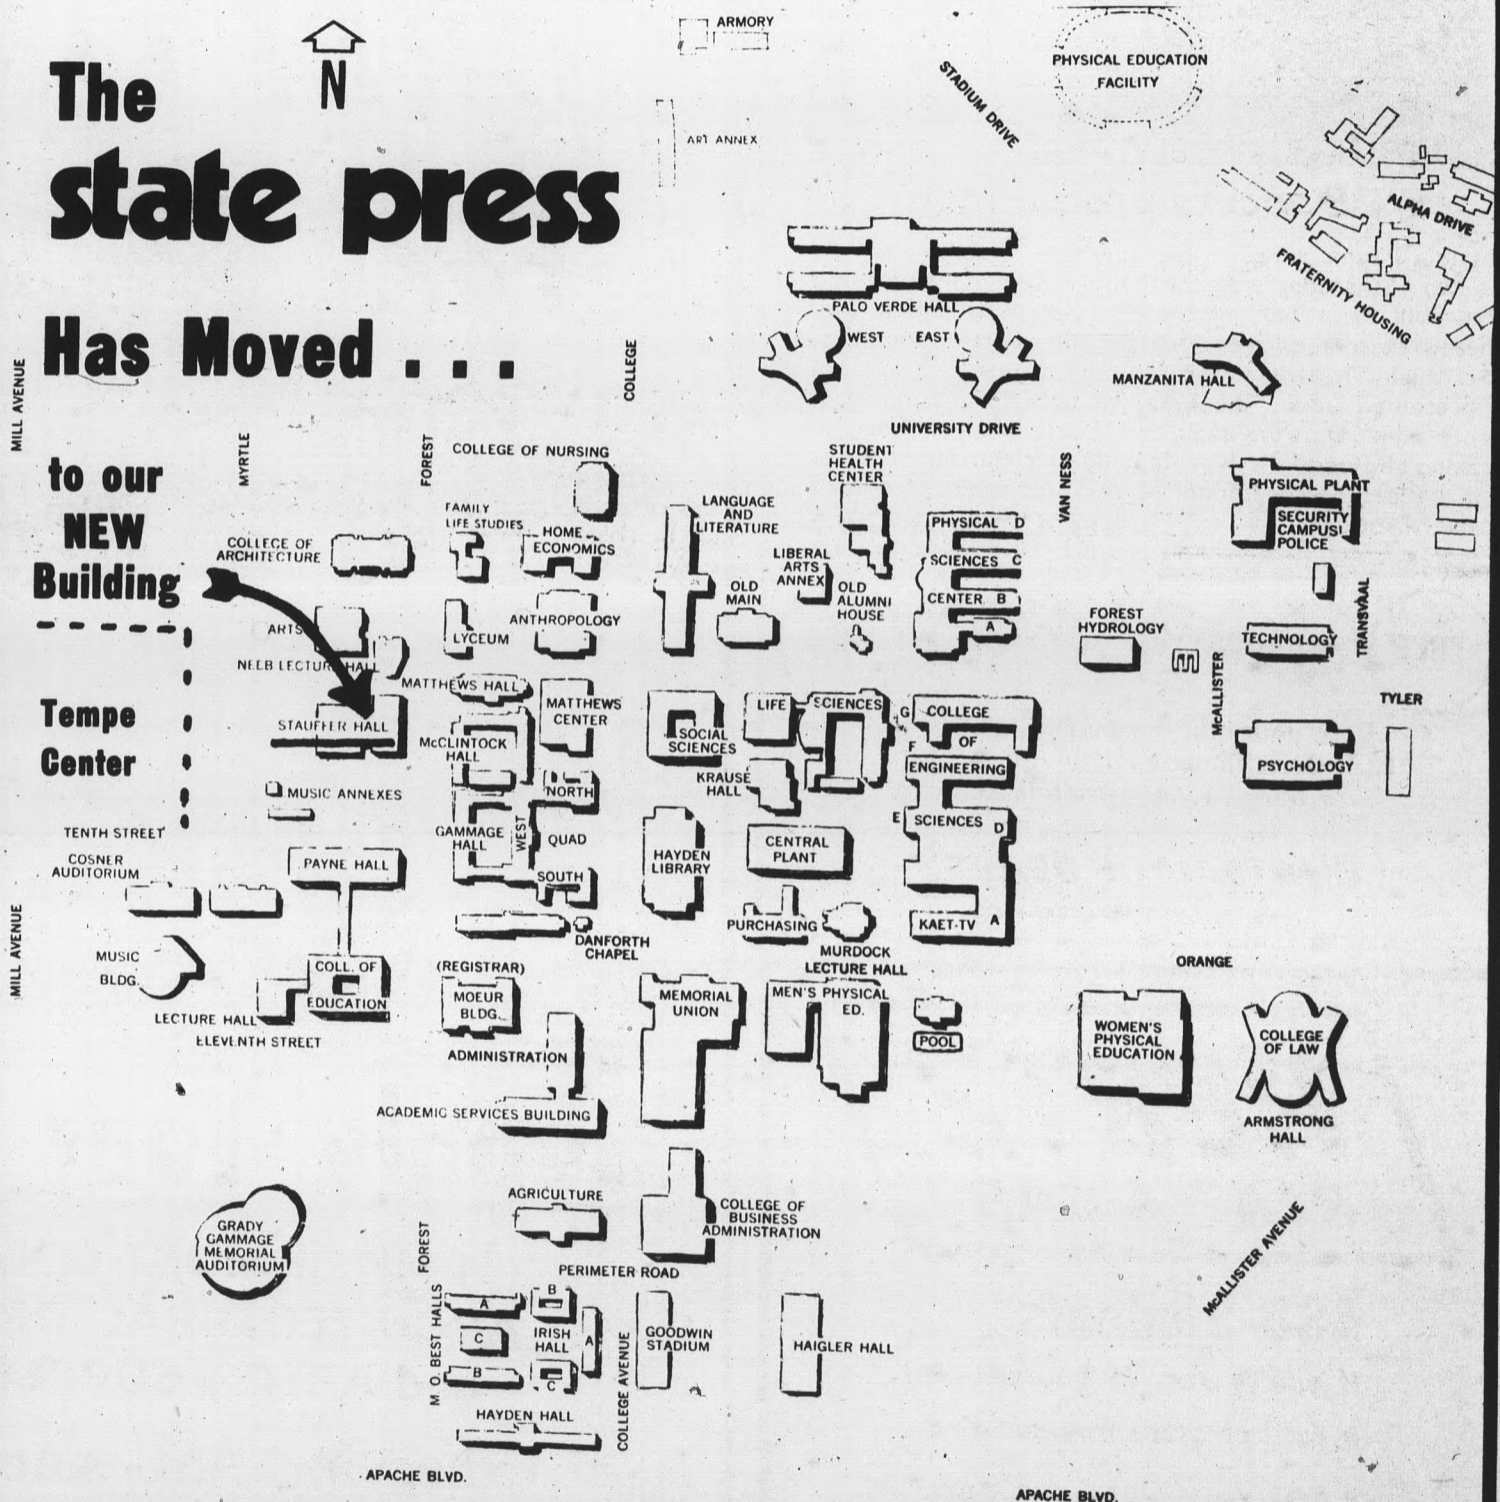 The
state press
Has Moved . . .
to our
NEW
Building
Tempe
Center
N
ARMORY
ART ANNEX
STADIUM DRIVE
PHYSICAL EDUCATION
FACILITY
ALPHA DRIVE
FRATERNITY HOUSING
PALO VERDE HALL
WEST
EAST
MANZANITA HALL
UNIVERSITY DRIVE
COLLEGE
MILL AVENUE
MYRTLE
FOREST
VAN NESS
COLLEGE OF NURSING
FAMILY
LIFE STUDIES
HOME
ECONOMICS
COLLEGE OF
ARCHITECTURE
LANGUAGE
AND
LITERATURE
STUDENT
HEALTH
CENTER
LIBERAL
ARTS
ANNEX
OLD
MAIN
OLD
ALUMNI
HOUSE
PHYSICAL D
SCIENCES C
CENTER B
A
PHYSICAL PLANT
SECURITY
CAMPUS
POLICE
FOREST
HYDROLOGY
TECHNOLOGY
TRANSVAAL
McALLISTER
TYLER
PSYCHOLOGY
ARTS
NEEB LECTURE HALL
LYCEUM
ANTHROPOLOGY
MATTHEWS HALL
MATTHEWS
CENTER
STAUFFER HALL
McCLINTOCK
HALL
SOCIAL
SCIENCES
LIFE
SCIENCES
KRAUSE
HALL
G
COLLEGE
OF
F
ENGINEERING
E
SCIENCES
D
KAET-TV
A
MUSIC ANNEXES
NORTH
GAMMAGE
HALL
WEST
QUAD
SOUTH
HAYDEN
LIBRARY
CENTRAL
PLANT
TENTH STREET
COSNER
AUDITORIUM
PAYNE HALL
PURCHASING
MURDOCK
LECTURE HALL
DANFORTH
CHAPEL
MILL AVENUE
MUSIC
BLDG.
COLL. OF
EDUCATION
LECTURE HALL
ELEVENTH STREET
(REGISTRAR)
MOEUR
BLDG.
ADMINISTRATION
ACADEMIC SERVICES BUILDING
MEMORIAL
UNION
MEN'S PHYSICAL
ED.
POOL
ORANGE
WOMEN'S
PHYSICAL
EDUCATION
COLLEGE
OF LAW
ARMSTRONG
HALL
GRADY
GAMMAGE
MEMORIAL
AUDITORIUM
AGRICULTURE
COLLEGE OF
BUSINESS
ADMINISTRATION
PERIMETER ROAD
FOREST
McALLISTER AVENUE
M. O. BEST HALLS
A
C
B
B
IRISH
HALL
A
C
COLLEGE AVENUE
GOODWIN
STADIUM
HAIGLER HALL
HAYDEN HALL
APACHE BLVD.
APACHE BLVD.